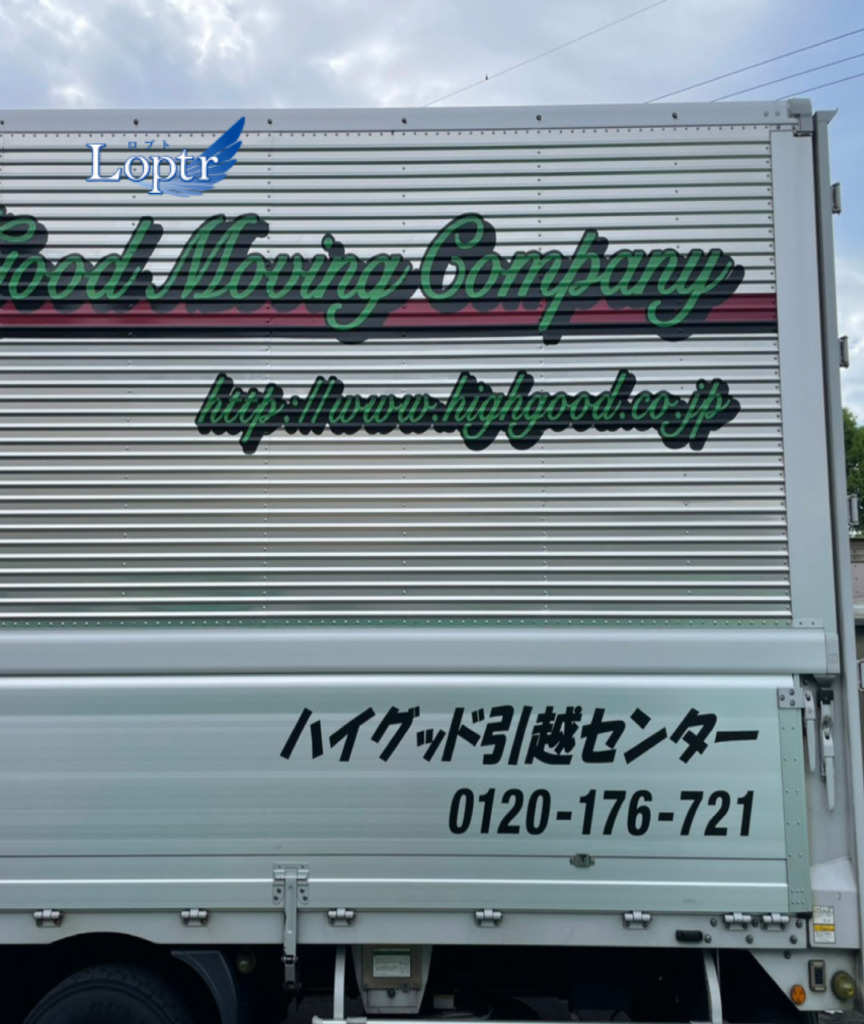 ロプト
Loptr
Good Moving Company
http://www.highgood.co.jp
ハイグッド引越センター
0120-176-721